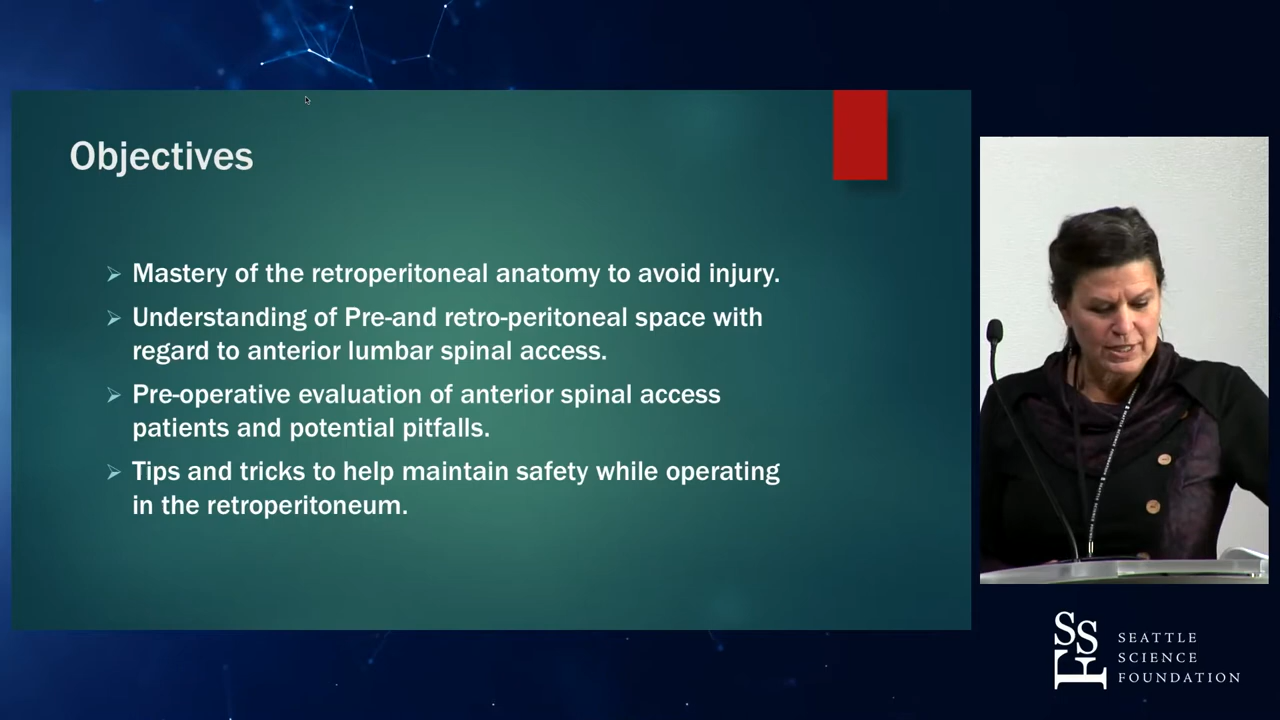 Objectives
Mastery of the retroperitoneal anatomy to avoid injury.
Understanding of Pre-and retro-peritoneal space with
regard to anterior lumbar spinal access.
Pre-operative evaluation of anterior spinal access
patients and potential pitfalls.
Tips and tricks to help maintain safety while operating
in the retroperitoneum.
SSF
SEATTLE
SCIENCE
FOUNDATION